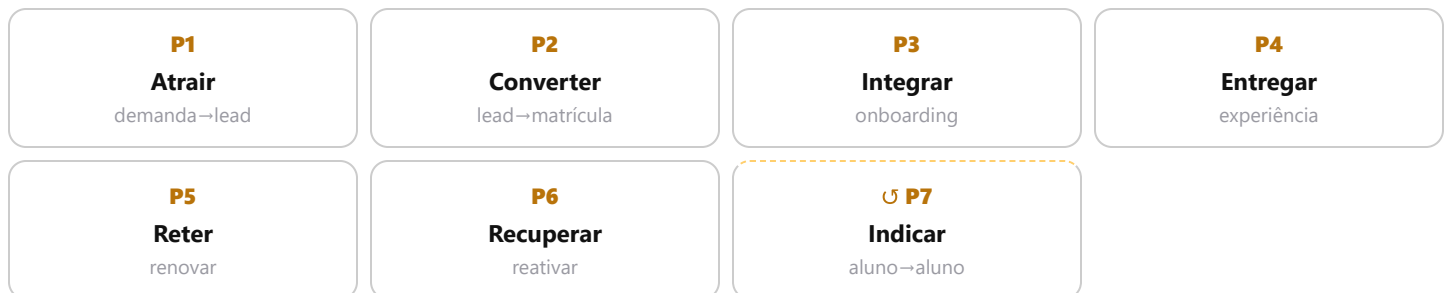 P1
Atrair
demanda→lead
P2
Converter
lead→matrícula
P3
Integrar
onboarding
P4
Entregar
experiência
P5
Reter
renovar
P6
Recuperar
reativar
↺ P7
Indicar
aluno→aluno